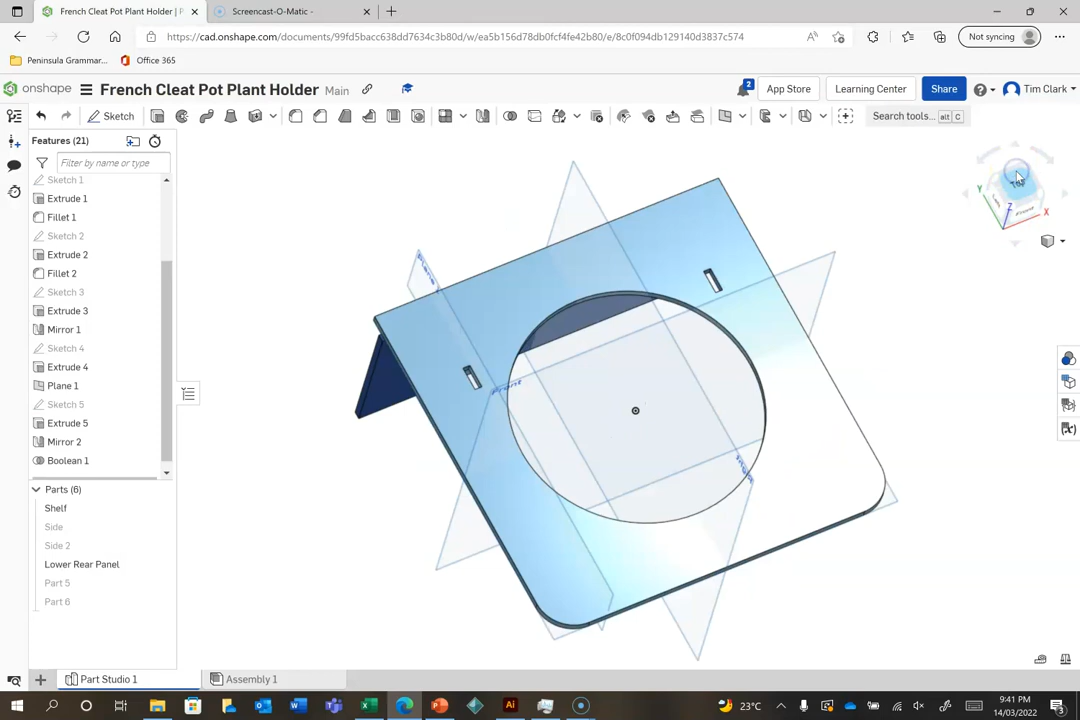 French Cleat Pot Plant Holder | P
Screencast-O-Matic -
https://cad.onshape.com/documents/99fd5bacc638dd7634c3b80d/w/ea5b156d78db0fcf4fe42b80/e/8c0f094db129140d3837c574
Not syncing
Peninsula Grammar...
Office 365
onshape
French Cleat Pot Plant Holder Main
2
App Store
Learning Center
Share
Tim Clark
Sketch
Search tools... alt C
Features (21)
Filter by name or type
Sketch 1
Extrude 1
Fillet 1
Sketch 2
Extrude 2
Fillet 2
Sketch 3
Extrude 3
Mirror 1
Sketch 4
Extrude 4
Plane 1
Sketch 5
Extrude 5
Mirror 2
Boolean 1
Parts (6)
Shelf
Side
Side 2
Lower Rear Panel
Part 5
Part 6
Front
Top
Front
Y
Z
X
Part Studio 1
Assembly 1
23°C
9:41 PM
14/03/2022
3